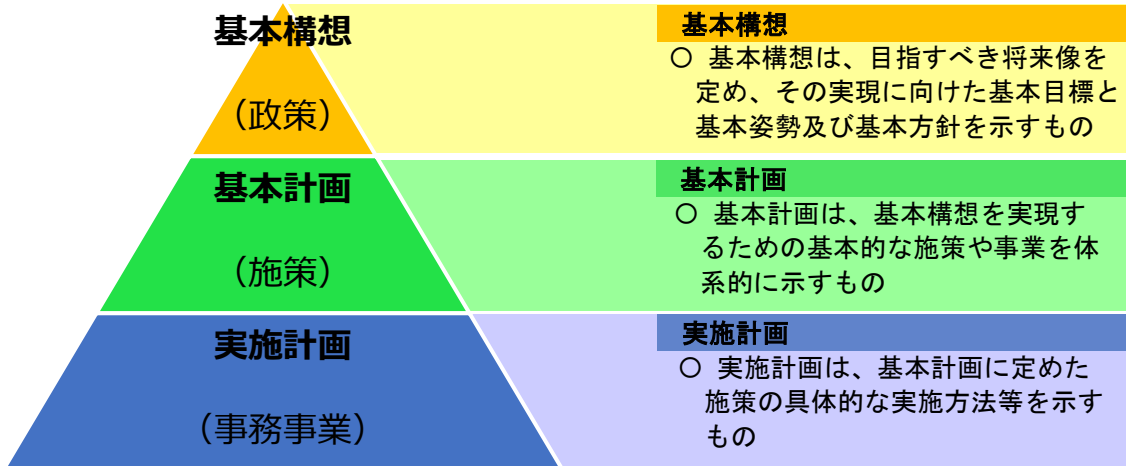 基本構想
(政策)
基本構想
〇 基本構想は、目指すべき将来像を
定め、その実現に向けた基本目標と
基本姿勢及び基本方針を示すもの
基本計画
(施策)
基本計画
〇 基本計画は、基本構想を実現す
るための基本的な施策や事業を体
系的に示すもの
実施計画
(事務事業)
実施計画
〇 実施計画は、基本計画に定めた
施策の具体的な実施方法等を示す
もの